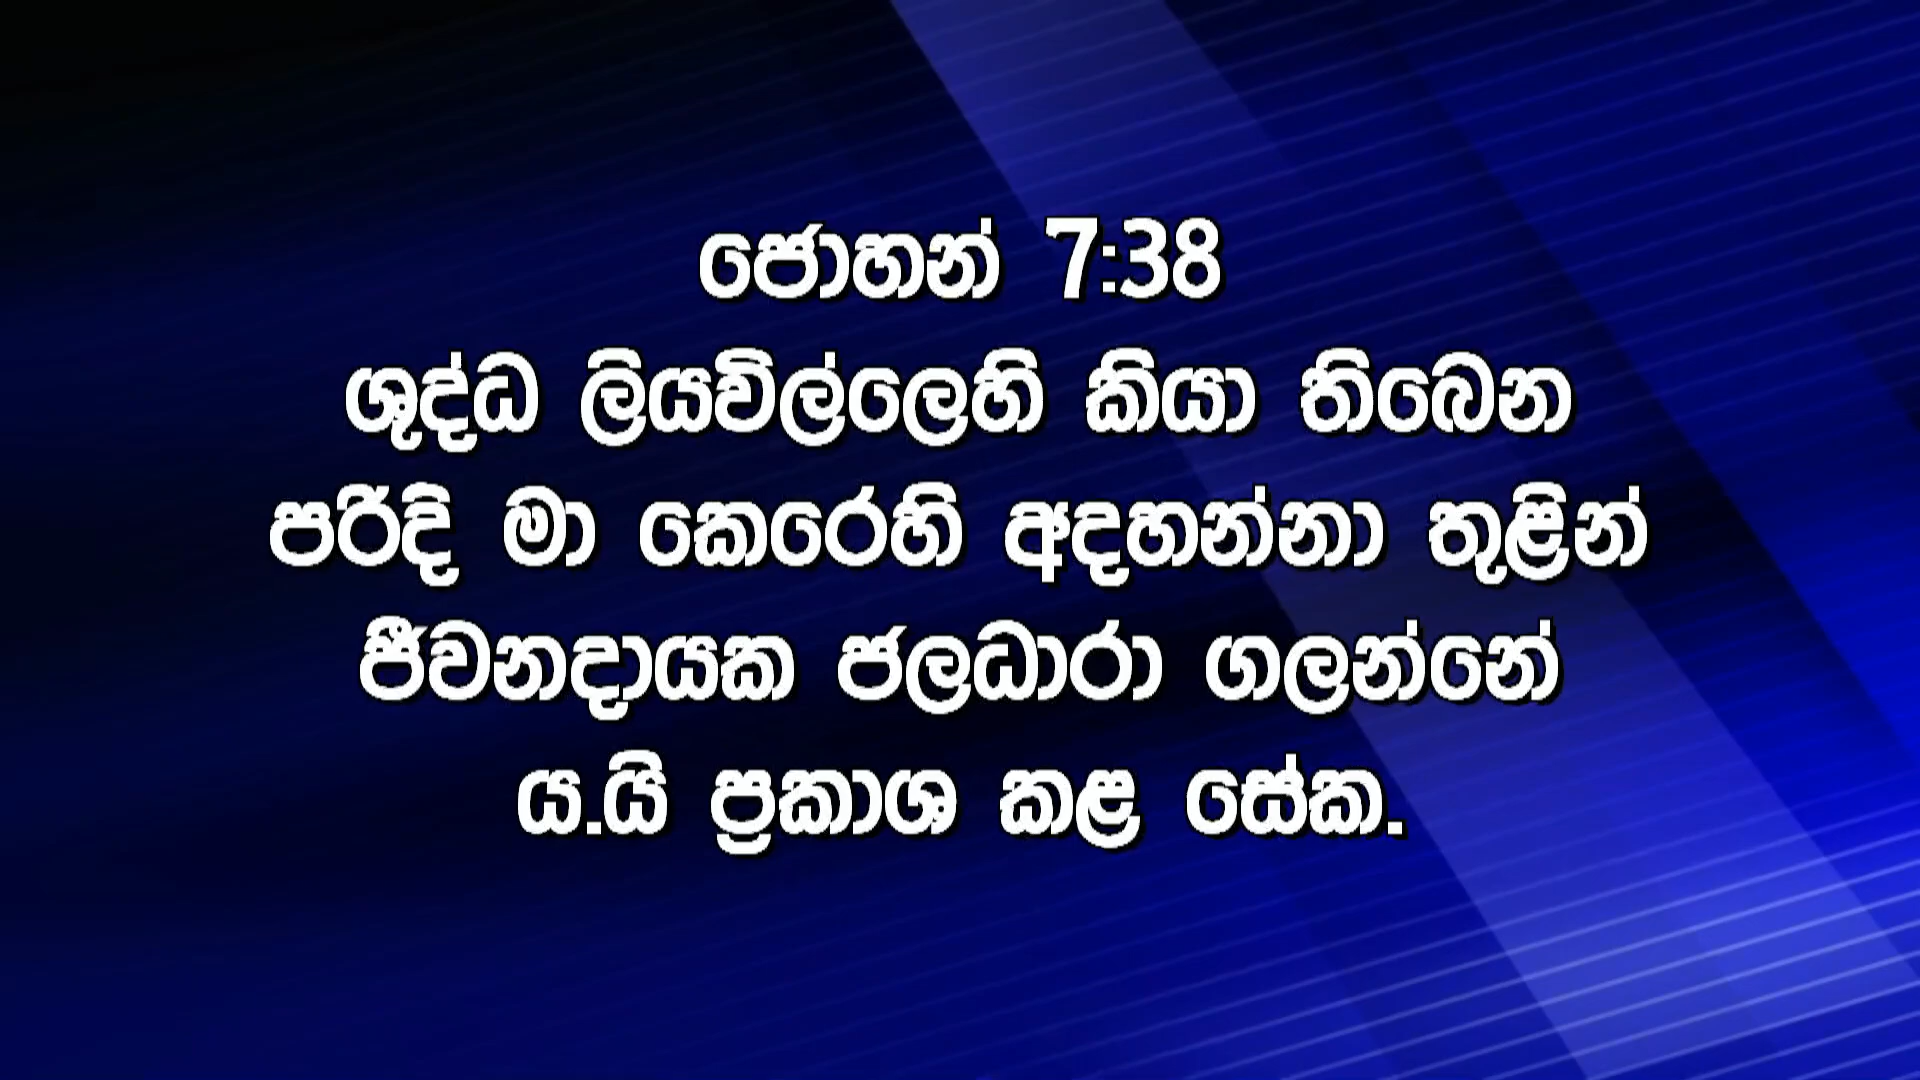 ජොහන් 7:38
ශුද්ධ ලියවිල්ලෙහි කියා තිබෙන
පරිදි මා කෙරෙහි අදහන්නා තුළින්
ජීවනදායක ජලධාරා ගලන්නේ
ය.යි ප්‍රකාශ කළ සේක.